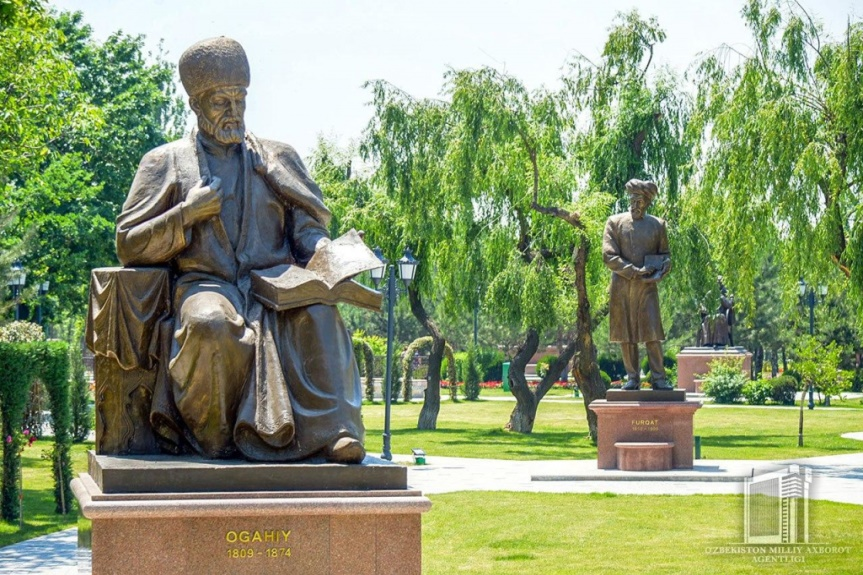 OGAHIY
1809 - 1874
FURQAT
O'ZBEKISTON MILLIY AXBOROT
AGENTLIGI